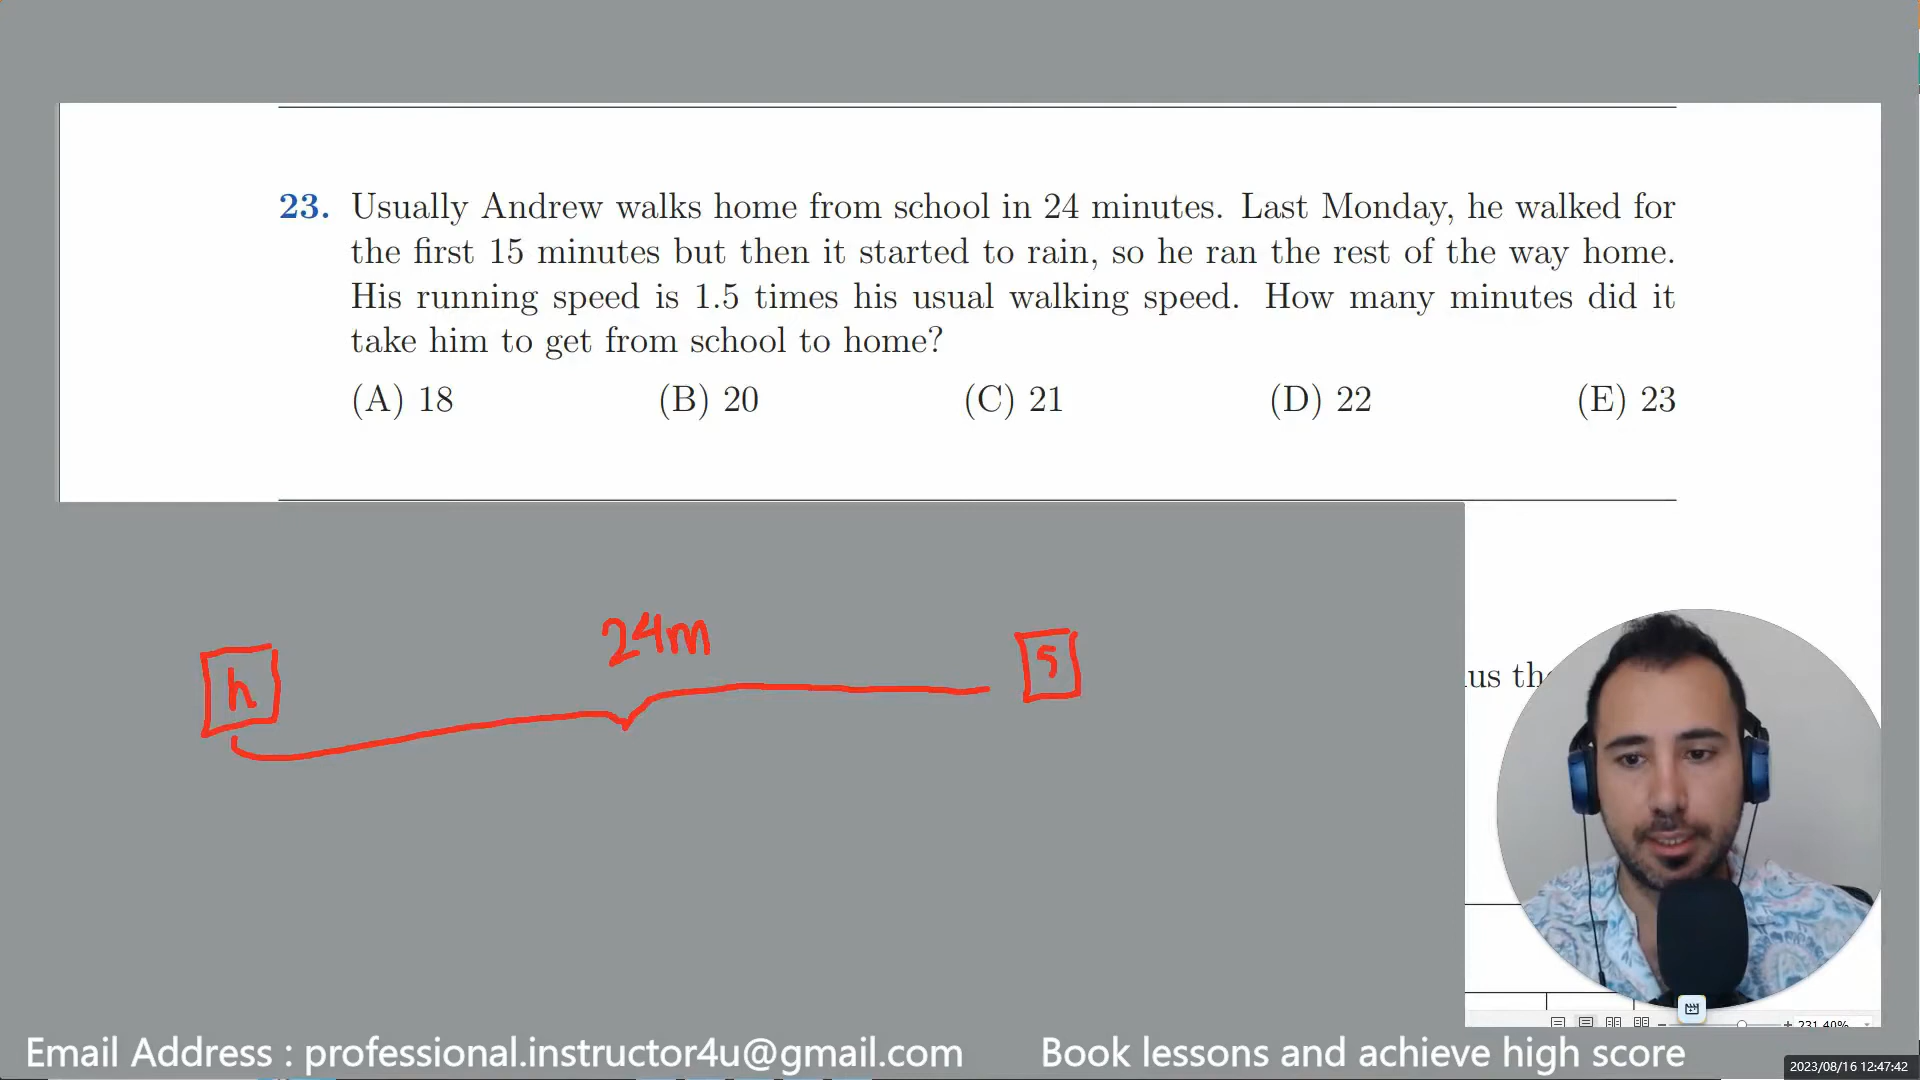 23. Usually Andrew walks home from school in 24 minutes. Last Monday, he walked for
the first 15 minutes but then it started to rain, so he ran the rest of the way home.
His running speed is 1.5 times his usual walking speed. How many minutes did it
take him to get from school to home?
(A) 18 (B) 20 (C) 21 (D) 22 (E) 23
24m
h
S
us the
231.40%
Email Address : professional.instructor4u@gmail.com Book lessons and achieve high score
2023/08/16 12:47:42